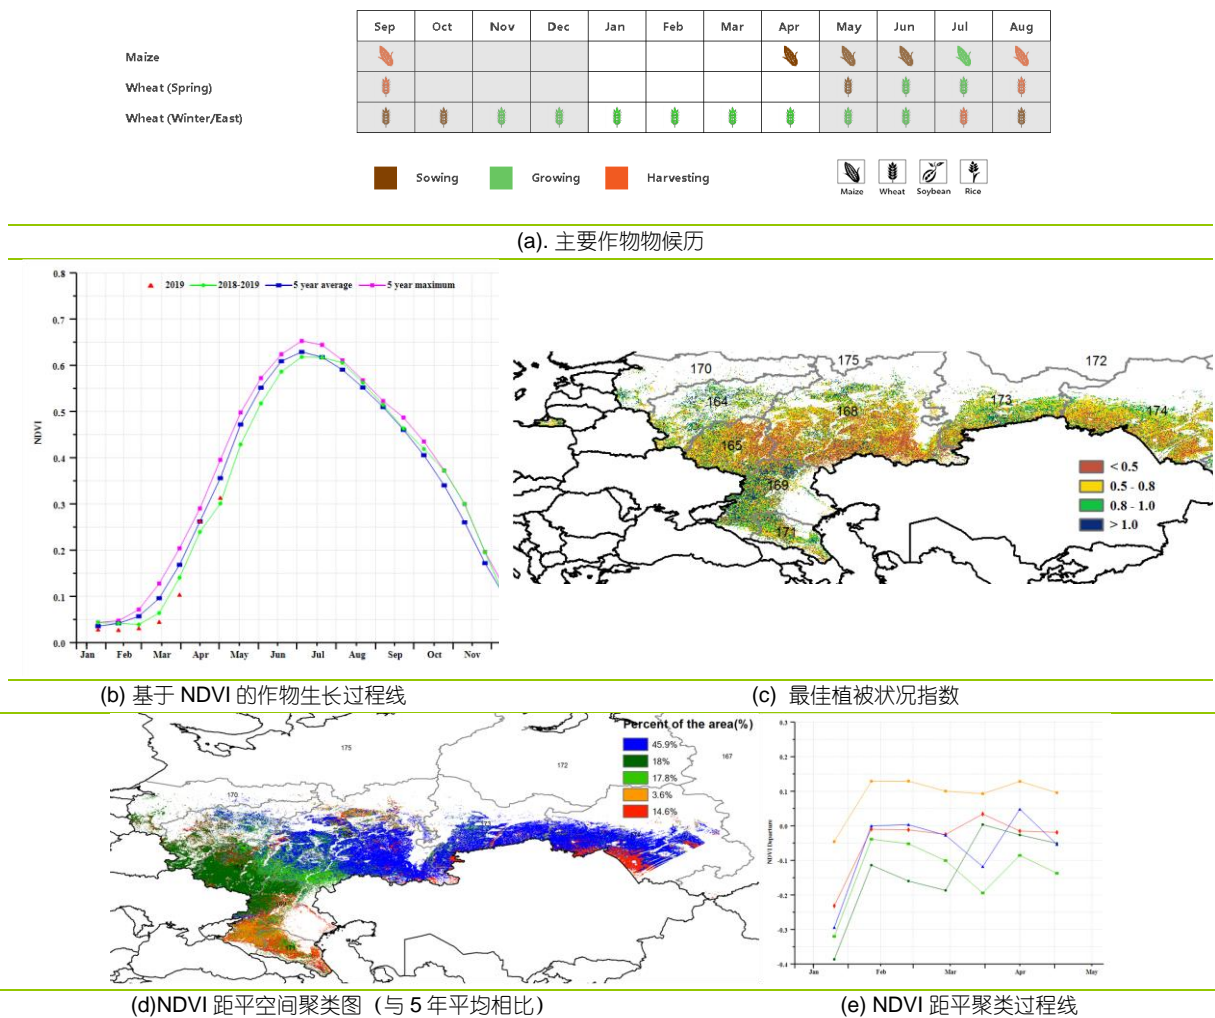 Sep Oct Nov Dec Jan Feb Mar Apr May Jun Jul Aug
Maize
Wheat (Spring)
Wheat (Winter/East)
Sowing Growing Harvesting
Maize Wheat Soybean Rice
(a). 主要作物物候历
0.8
2019 2018-2019 5 year average 5 year maximum
0.7
0.6
0.5
0.4
0.3
0.2
0.1
0.0
NDVI
Jan Feb Mar Apr May Jun Jul Aug Sep Oct Nov
170 175 172
164 173
168 174
165
169
171
< 0.5
0.5 - 0.8
0.8 - 1.0
> 1.0
(b) 基于 NDVI 的作物生长过程线
(c) 最佳植被状况指数
Percent of the area(%)
45.9%
18%
17.8%
3.6%
14.6%
175
172
167
170
0.3
0.2
0.1
0.0
-0.1
-0.2
-0.3
-0.4
NDVI Departure
Jan Feb Mar Apr May
(d)NDVI 距平空间聚类图（与 5 年平均相比）
(e) NDVI 距平聚类过程线